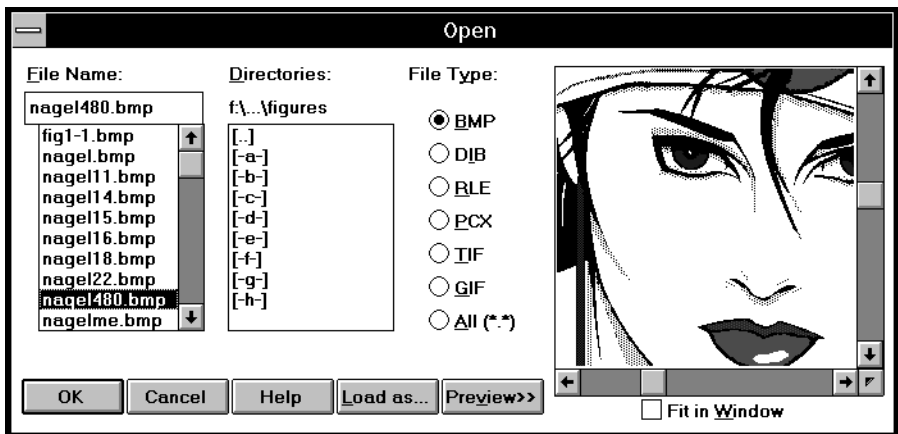 Open
File Name:
nagel480.bmp
fig1-1.bmp
nagel.bmp
nagel11.bmp
nagel14.bmp
nagel15.bmp
nagel16.bmp
nagel18.bmp
nagel22.bmp
nagel480.bmp
nagelme.bmp
Directories:
f:\...\figures
[..]
[-a-]
[-b-]
[-c-]
[-d-]
[-e-]
[-f-]
[-g-]
[-h-]
File Type:
BMP
DIB
RLE
PCX
TIF
GIF
All (*.*)
OK
Cancel
Help
Load as...
Preview>>
Fit in Window